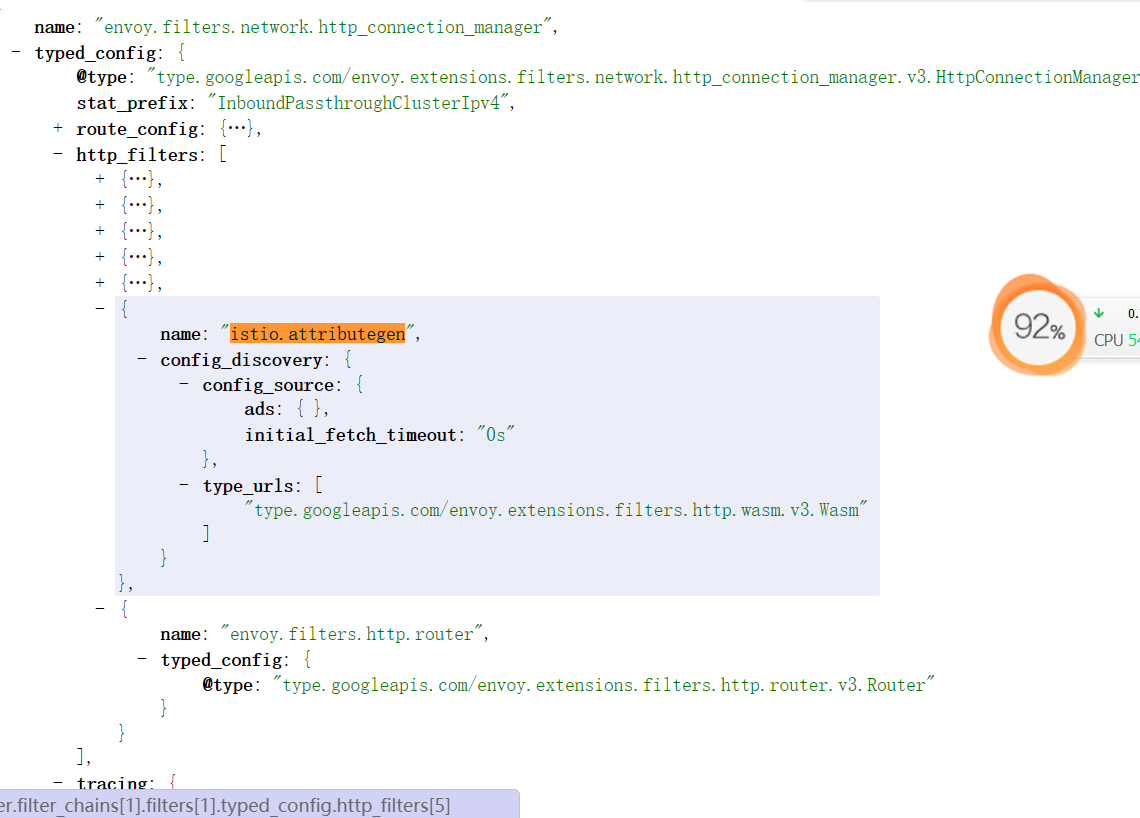 name: "envoy.filters.network.http_connection_manager",
- typed_config: {
@type: "type.googleapis.com/envoy.extensions.filters.network.http_connection_manager.v3.HttpConnectionManager
stat_prefix: "InboundPassthroughClusterIpv4",
+ route_config: {…},
- http_filters: [
+ {…},
+ {…},
+ {…},
+ {…},
+ {…},
- {
name: "istio.attributegen",
- config_discovery: {
- config_source: {
ads: { },
initial_fetch_timeout: "0s"
},
- type_urls: [
"type.googleapis.com/envoy.extensions.filters.http.wasm.v3.Wasm"
]
}
},
- {
name: "envoy.filters.http.router",
- typed_config: {
@type: "type.googleapis.com/envoy.extensions.filters.http.router.v3.Router"
}
}
],
- tracing: {
er.filter_chains[1].filters[1].typed_config.http_filters[5]
92%
↓ 0.
CPU 54